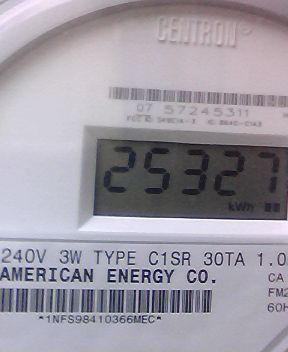 CENTRON
07 57245311
25327
kWh
240V 3W TYPE C1SR 30TA 1.0
AMERICAN ENERGY CO.
CA
FM2
60H
*1NFS98410366MEC*